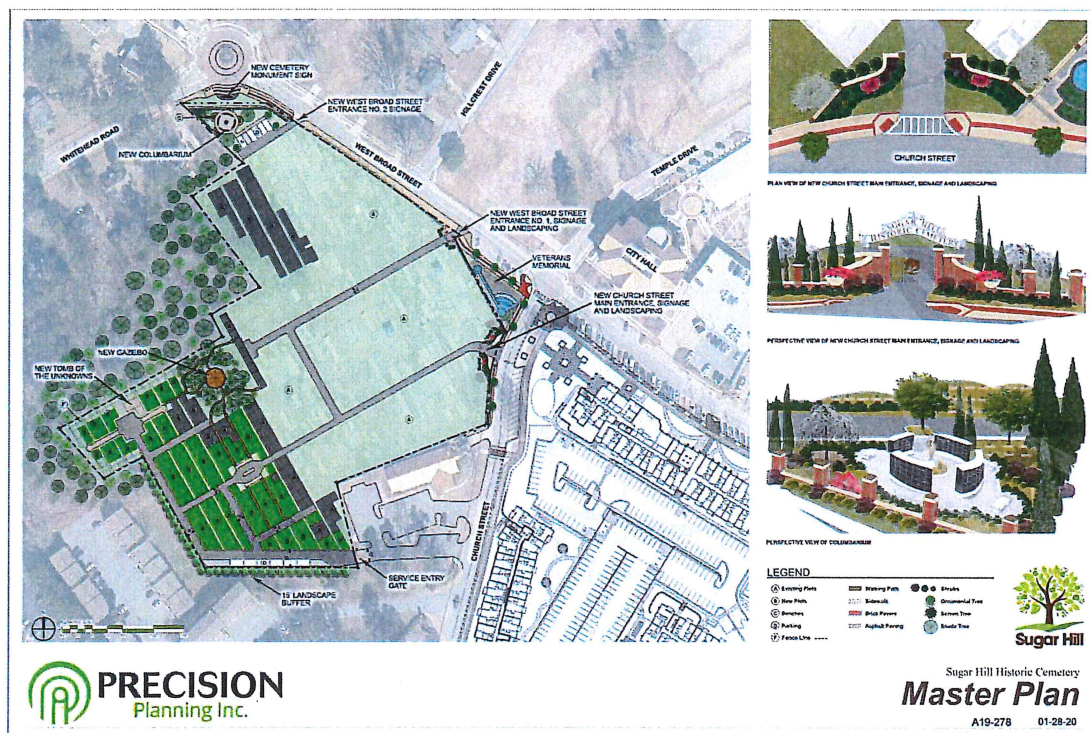 NEW CEMETERY
MONUMENT SIGN
NEW WEST BROAD STREET
ENTRANCE NO. 2 SIGNAGE
HILLCREST DRIVE
WHITEHEAD ROAD
NEW COLUMBARIUM
WEST BROAD STREET
TEMPLE DRIVE
NEW WEST BROAD STREET
ENTRANCE NO. 1, SIGNAGE
AND LANDSCAPING
VETERANS
MEMORIAL
CITY HALL
NEW CHURCH STREET
MAIN ENTRANCE, SIGNAGE
AND LANDSCAPING
NEW GAZEBO
NEW TOMB OF
THE UNKNOWNS
CHURCH STREET
SERVICE ENTRY
GATE
15' LANDSCAPE
BUFFER
CHURCH STREET
PLAN VIEW OF NEW CHURCH STREET MAIN ENTRANCE, SIGNAGE AND LANDSCAPING
SUGAR HILL
HISTORIC CEMETERY
PERSPECTIVE VIEW OF NEW CHURCH STREET MAIN ENTRANCE, SIGNAGE AND LANDSCAPING
PERSPECTIVE VIEW OF COLUMBARIUM
LEGEND
A Existing Plots
B New Plots
C Benches
D Parking
F Fence Line
Walking Path
Sidewalk
Brick Pavers
Asphalt Paving
Shrubs
Ornamental Tree
Screen Tree
Shade Tree
Sugar Hill
PRECISION
Planning Inc.
Sugar Hill Historic Cemetery
Master Plan
A19-278 01-28-20